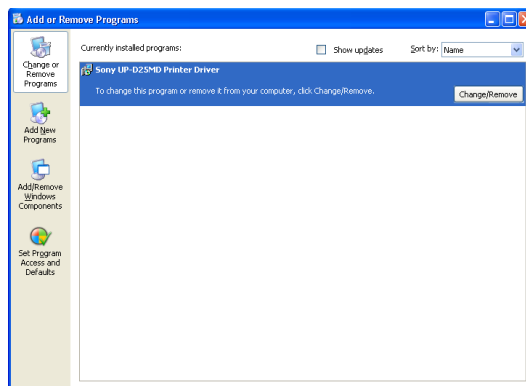 Add or Remove Programs
Change or
Remove
Programs
Add New
Programs
Add/Remove
Windows
Components
Set Program
Access and
Defaults
Currently installed programs:
Show updates
Sort by:
Name
Sony UP-D25MD Printer Driver
To change this program or remove it from your computer, click Change/Remove.
Change/Remove